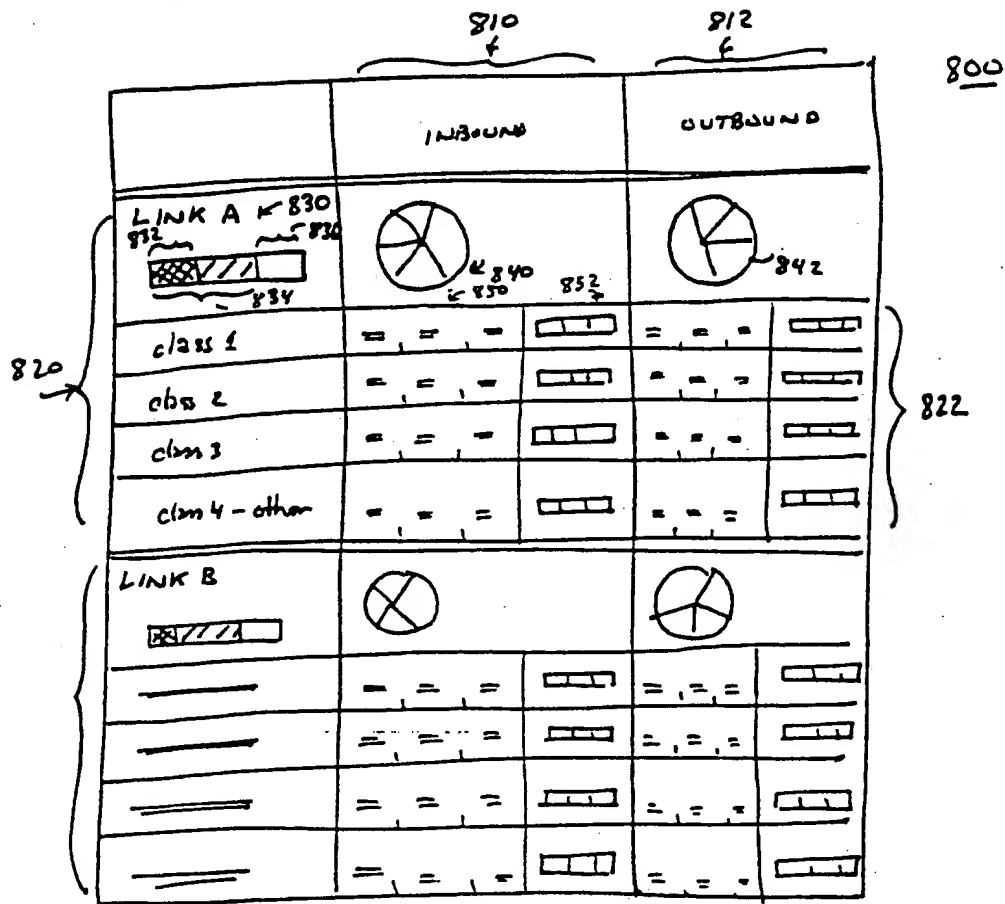 810 812
800
INBOUND OUTBOUND
LINK A 830
832 836
834
840
842
850 852
class 1
820
class 2
822
class 3
class 4 - other
LINK B